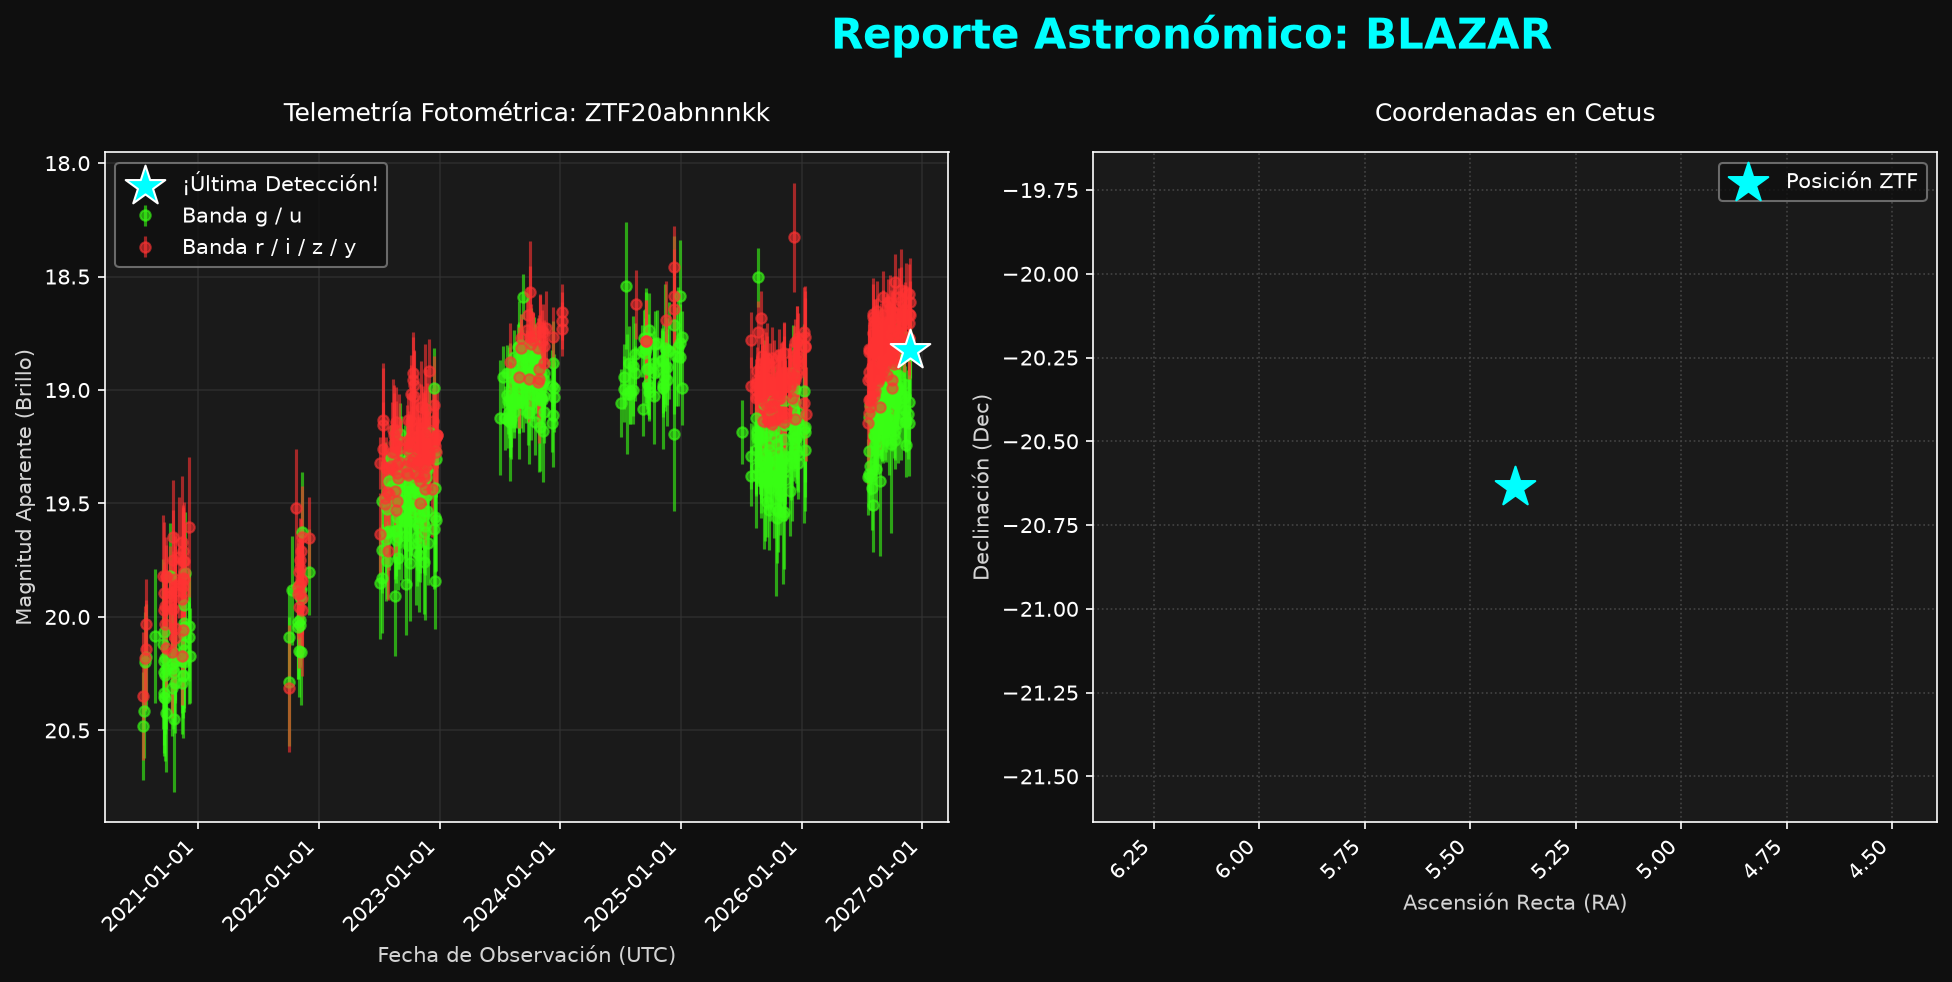 Reporte Astronómico: BLAZAR
Telemetría Fotométrica: ZTF20abnnnkk
¡Última Detección!
Banda g / u
Banda r / i / z / y
Magnitud Aparente (Brillo)
18.0
18.5
19.0
19.5
20.0
20.5
2021-01-01
2022-01-01
2023-01-01
2024-01-01
2025-01-01
2026-01-01
2027-01-01
Fecha de Observación (UTC)
Coordenadas en Cetus
Posición ZTF
Declinación (Dec)
−19.75
−20.00
−20.25
−20.50
−20.75
−21.00
−21.25
−21.50
6.25
6.00
5.75
5.50
5.25
5.00
4.75
4.50
Ascensión Recta (RA)